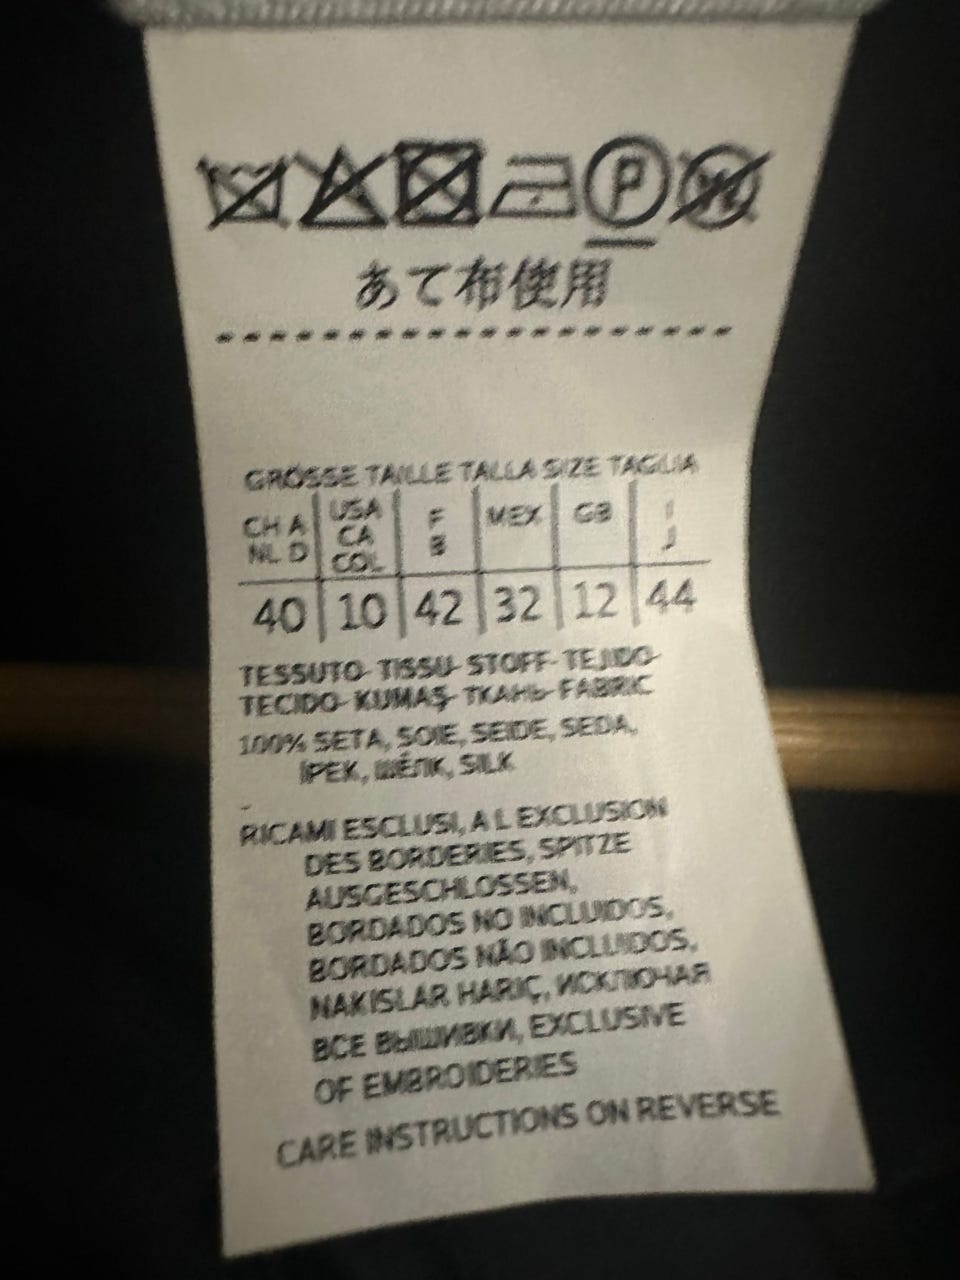 P W
あて布使用
GRÖSSE TAILLE TALLA SIZE TAGLIA
CH A NL D USA CA COL F B MEX GB I J
40 10 42 32 12 44
TESSUTO- TISSU- STOFF- TEJIDO-
TECIDO- KUMAŞ- ТКАНЬ- FABRIC
100% SETA, SOIE, SEIDE, SEDA,
İPEK, ШЁЛК, SILK
-
RICAMI ESCLUSI, A L EXCLUSION
DES BORDERIES, SPITZE
AUSGESCHLOSSEN,
BORDADOS NO INCLUIDOS,
BORDADOS NÃO INCLUIDOS,
NAKISLAR HARIÇ, ИСКЛЮЧАЯ
ВСЕ ВЫШИВКИ, EXCLUSIVE
OF EMBROIDERIES
CARE INSTRUCTIONS ON REVERSE